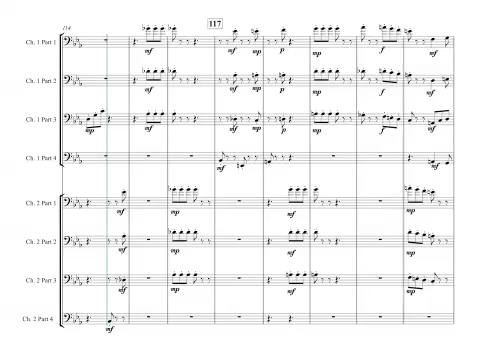 114
117
Ch. 1 Part 1
mf
mf
mp
p
mp
f
mf
Ch. 1 Part 2
mf
mf
mp
p
mp
f
mf
Ch. 1 Part 3
mp
mf
mf
mp
p
mp
f
mf
Ch. 1 Part 4
mf
mf
mf
Ch. 2 Part 1
mf
mp
mf
mp
Ch. 2 Part 2
mf
mp
mf
mp
Ch. 2 Part 3
mf
mp
mf
mp
Ch. 2 Part 4
mf